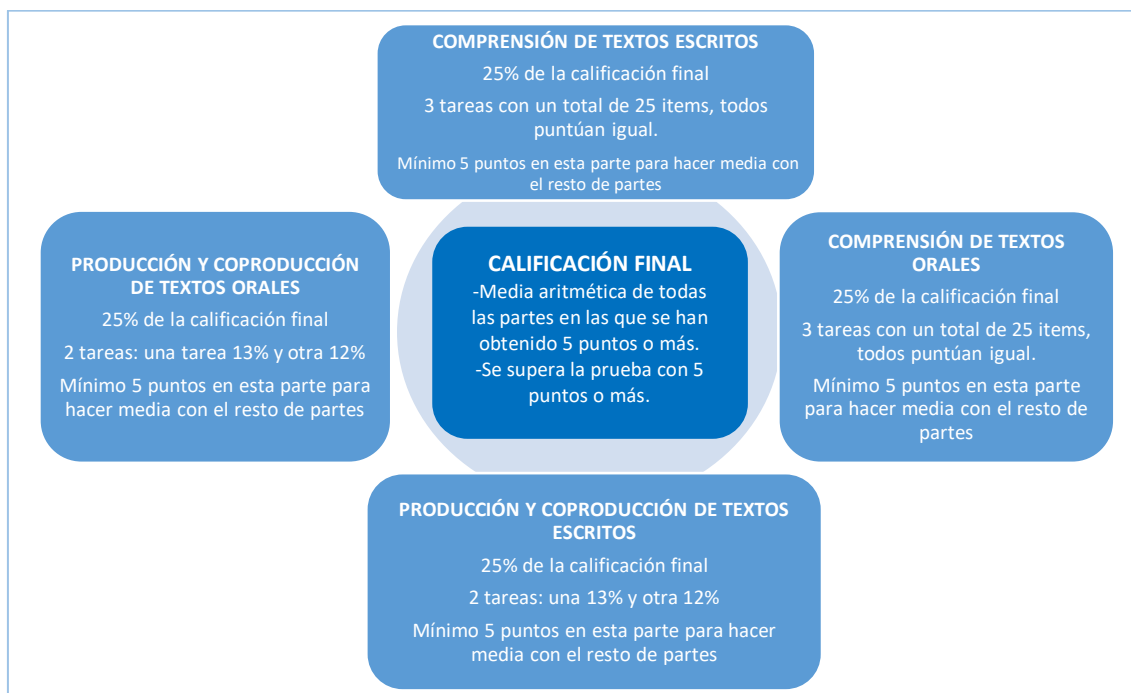 COMPRENSIÓN DE TEXTOS ESCRITOS
25% de la calificación final
3 tareas con un total de 25 items, todos
puntúan igual.
Mínimo 5 puntos en esta parte para hacer media con
el resto de partes
PRODUCCIÓN Y COPRODUCCIÓN
DE TEXTOS ORALES
25% de la calificación final
2 tareas: una tarea 13% y otra 12%
Mínimo 5 puntos en esta parte para
hacer media con el resto de partes
CALIFICACIÓN FINAL
-Media aritmética de todas
las partes en las que se han
obtenido 5 puntos o más.
-Se supera la prueba con 5
puntos o más.
COMPRENSIÓN DE TEXTOS
ORALES
25% de la calificación final
3 tareas con un total de 25 items,
todos puntúan igual.
Mínimo 5 puntos en esta parte
para hacer media con el resto de
partes
PRODUCCIÓN Y COPRODUCCIÓN DE TEXTOS
ESCRITOS
25% de la calificación final
2 tareas: una 13% y otra 12%
Mínimo 5 puntos en esta parte para hacer
media con el resto de partes